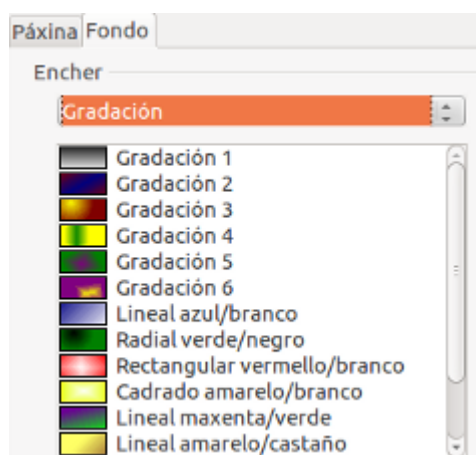 Páxina Fondo
Encher
Gradación
Gradación 1
Gradación 2
Gradación 3
Gradación 4
Gradación 5
Gradación 6
Lineal azul/branco
Radial verde/negro
Rectangular vermello/branco
Cadrado amarelo/branco
Lineal maxenta/verde
Lineal amarelo/castaño